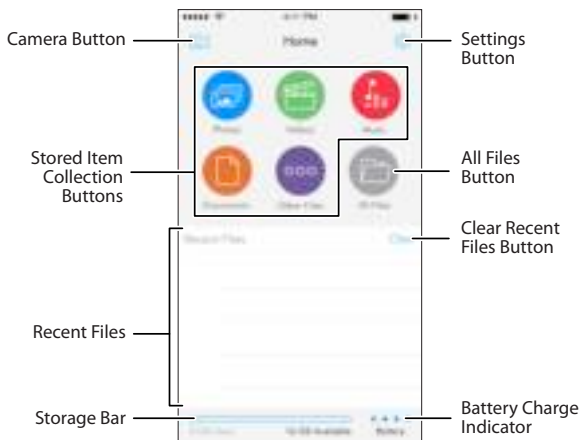 Camera Button
Home
Settings
Button
Photos
Videos
Music
Stored Item
Collection
Buttons
All Files
Button
Documents
Other Files
All Files
Clear Recent
Files Button
Recent Files
Clear
Recent Files
Storage Bar
Battery Charge
Indicator
Battery